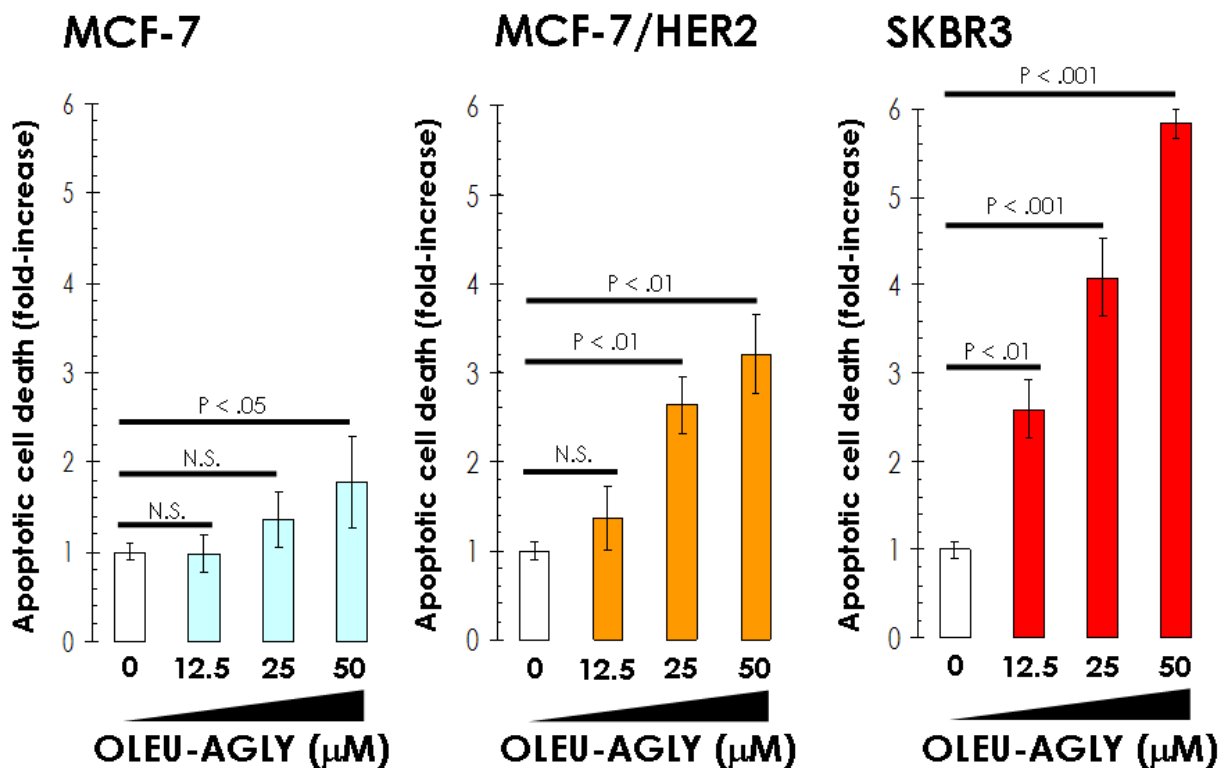 MCF-7
Apoptotic cell death (fold-increase)
6
5
4
3
2
1
0
P < .05
N.S.
N.S.
0 12.5 25 50
OLEU-AGLY (μM)
MCF-7/HER2
Apoptotic cell death (fold-increase)
6
5
4
3
2
1
0
P < .01
P < .01
N.S.
0 12.5 25 50
OLEU-AGLY (μM)
SKBR3
Apoptotic cell death (fold-increase)
6
5
4
3
2
1
0
P < .001
P < .001
P < .01
0 12.5 25 50
OLEU-AGLY (μM)